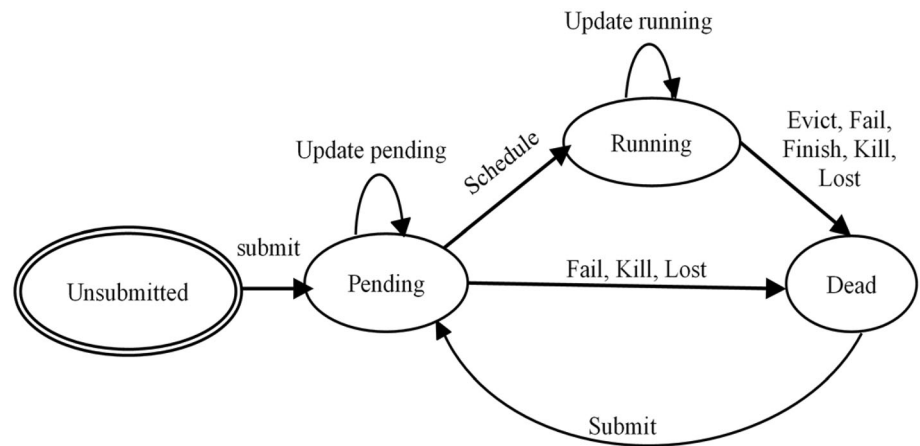 Update running
Update pending
Schedule
Running
Evict, Fail,
Finish, Kill,
Lost
submit
Unsubmitted
Pending
Fail, Kill, Lost
Dead
Submit